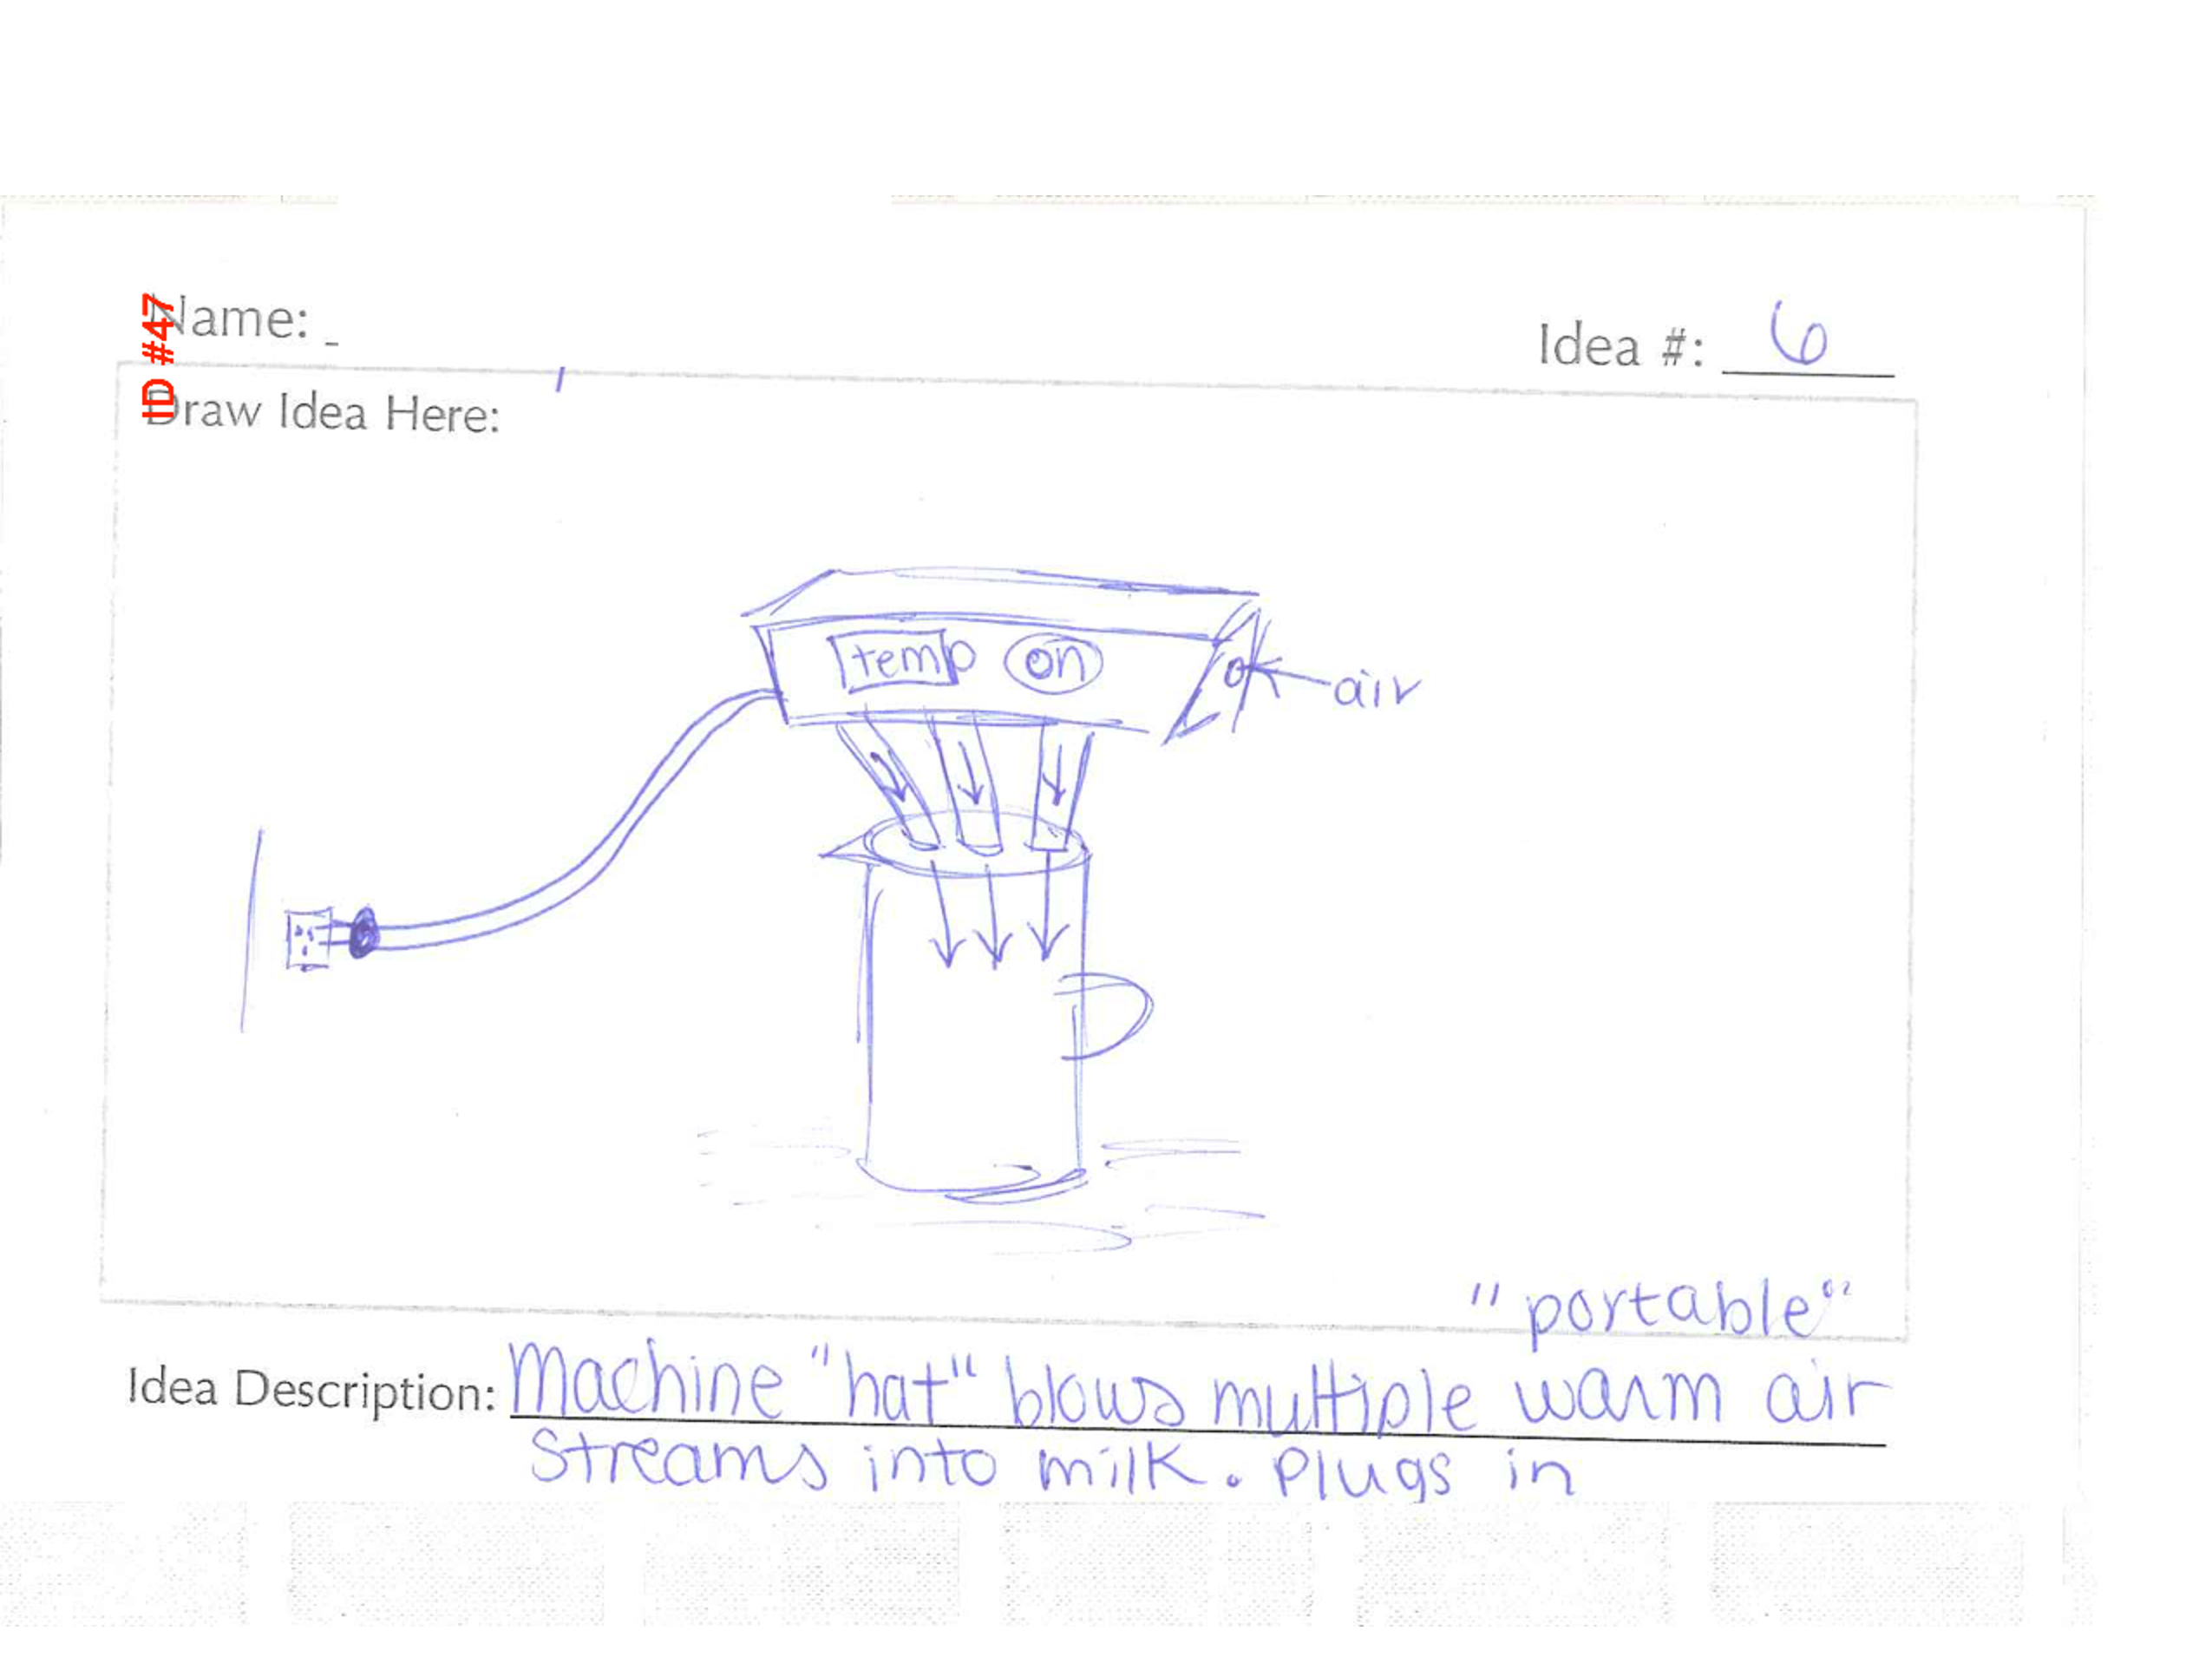 ID #47
Name:
Idea #: 6
Draw Idea Here:
temp on
air
"portable"
Idea Description: Machine "hat" blows multiple warm air
streams into milk. Plugs in